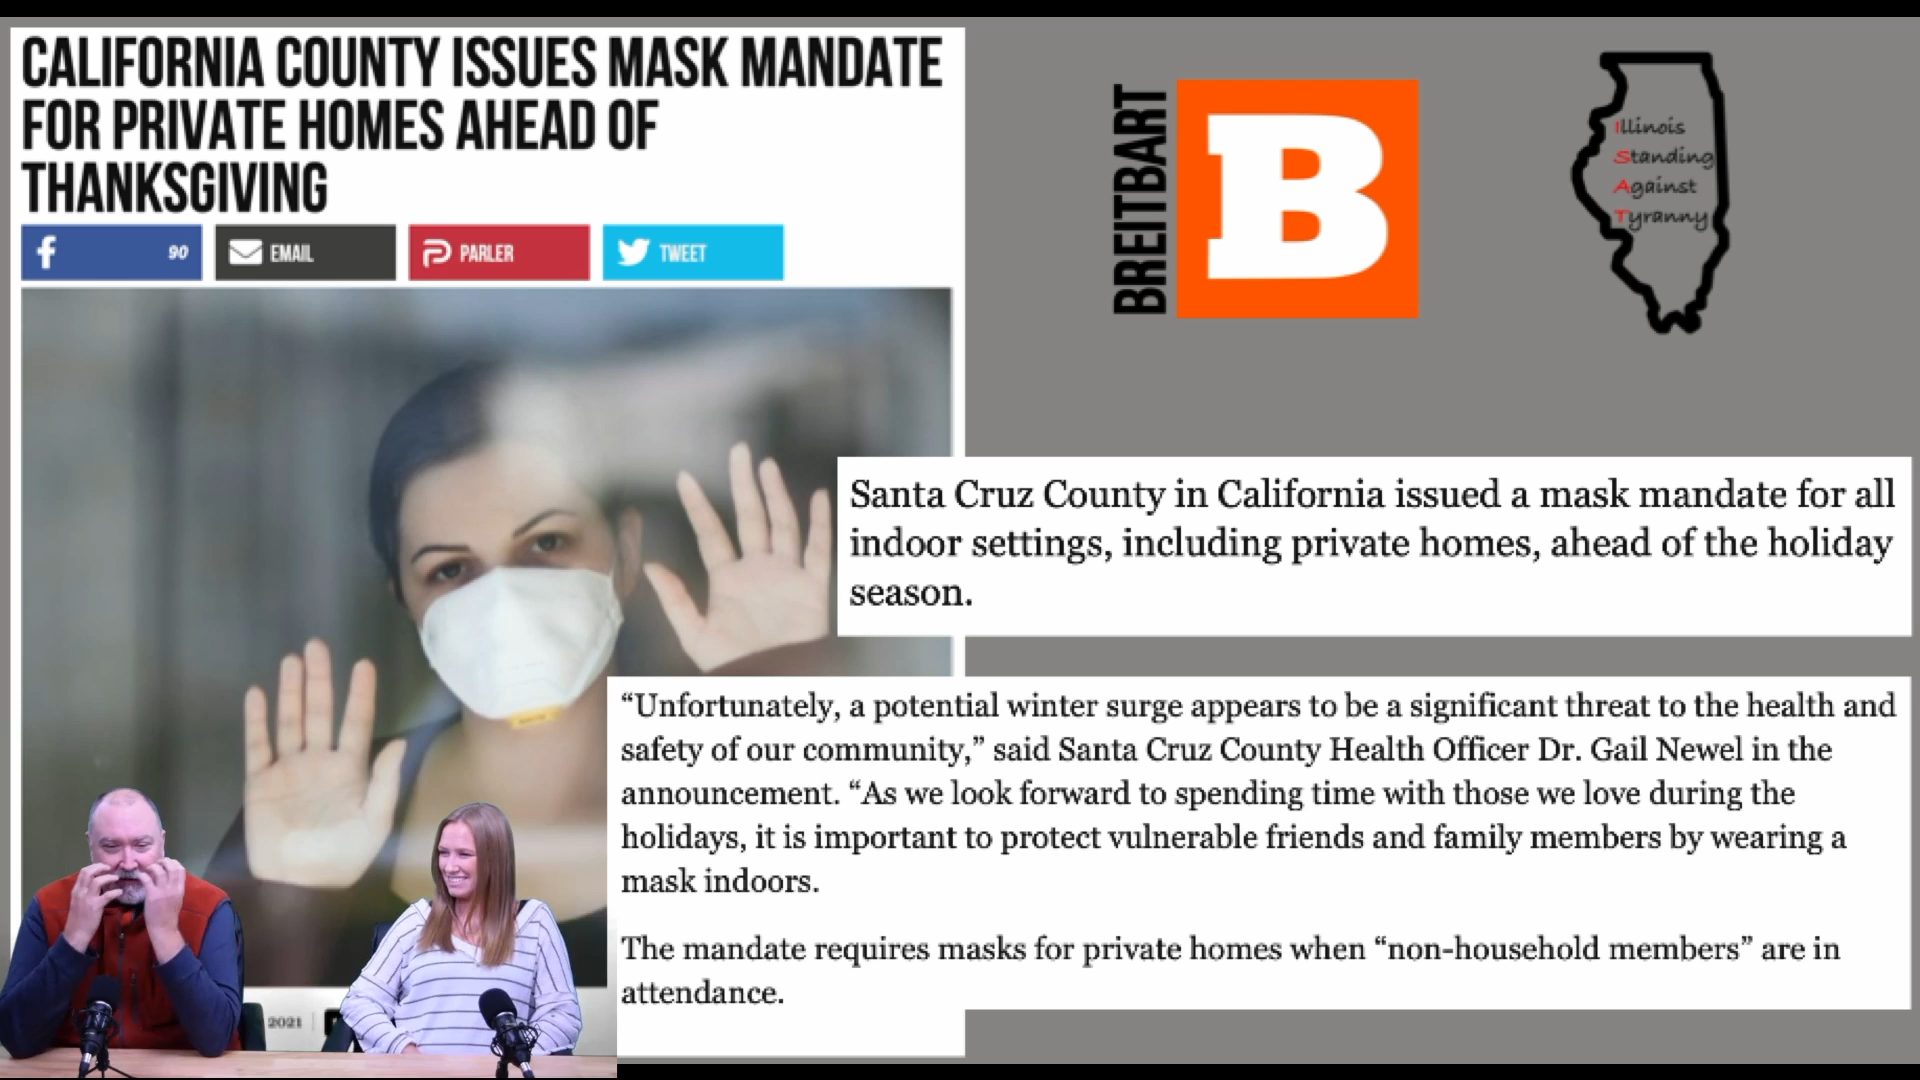 CALIFORNIA COUNTY ISSUES MASK MANDATE
FOR PRIVATE HOMES AHEAD OF
THANKSGIVING
f 90
EMAIL
PARLER
TWEET
BREITBART
B
Illinois
Standing
Against
Tyranny
Santa Cruz County in California issued a mask mandate for all
indoor settings, including private homes, ahead of the holiday
season.
“Unfortunately, a potential winter surge appears to be a significant threat to the health and
safety of our community,” said Santa Cruz County Health Officer Dr. Gail Newel in the
announcement. “As we look forward to spending time with those we love during the
holidays, it is important to protect vulnerable friends and family members by wearing a
mask indoors.
The mandate requires masks for private homes when “non-household members” are in
attendance.
2021